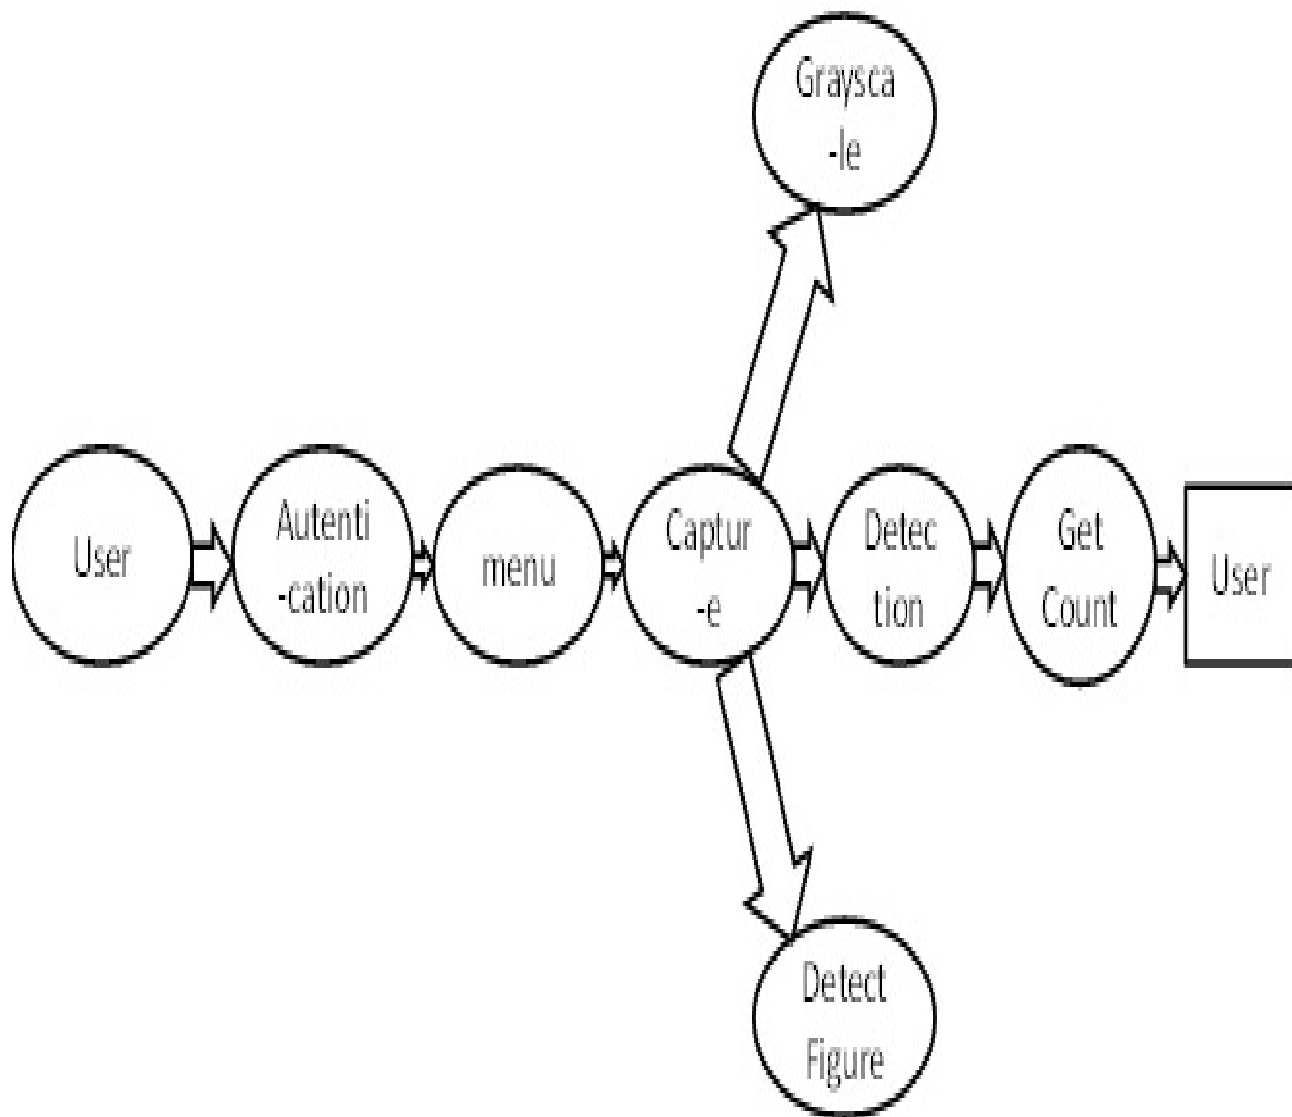 Graysca
-le
User
Autenti
-cation
menu
Captur
-e
Detec
tion
Get
Count
User
Detect
Figure